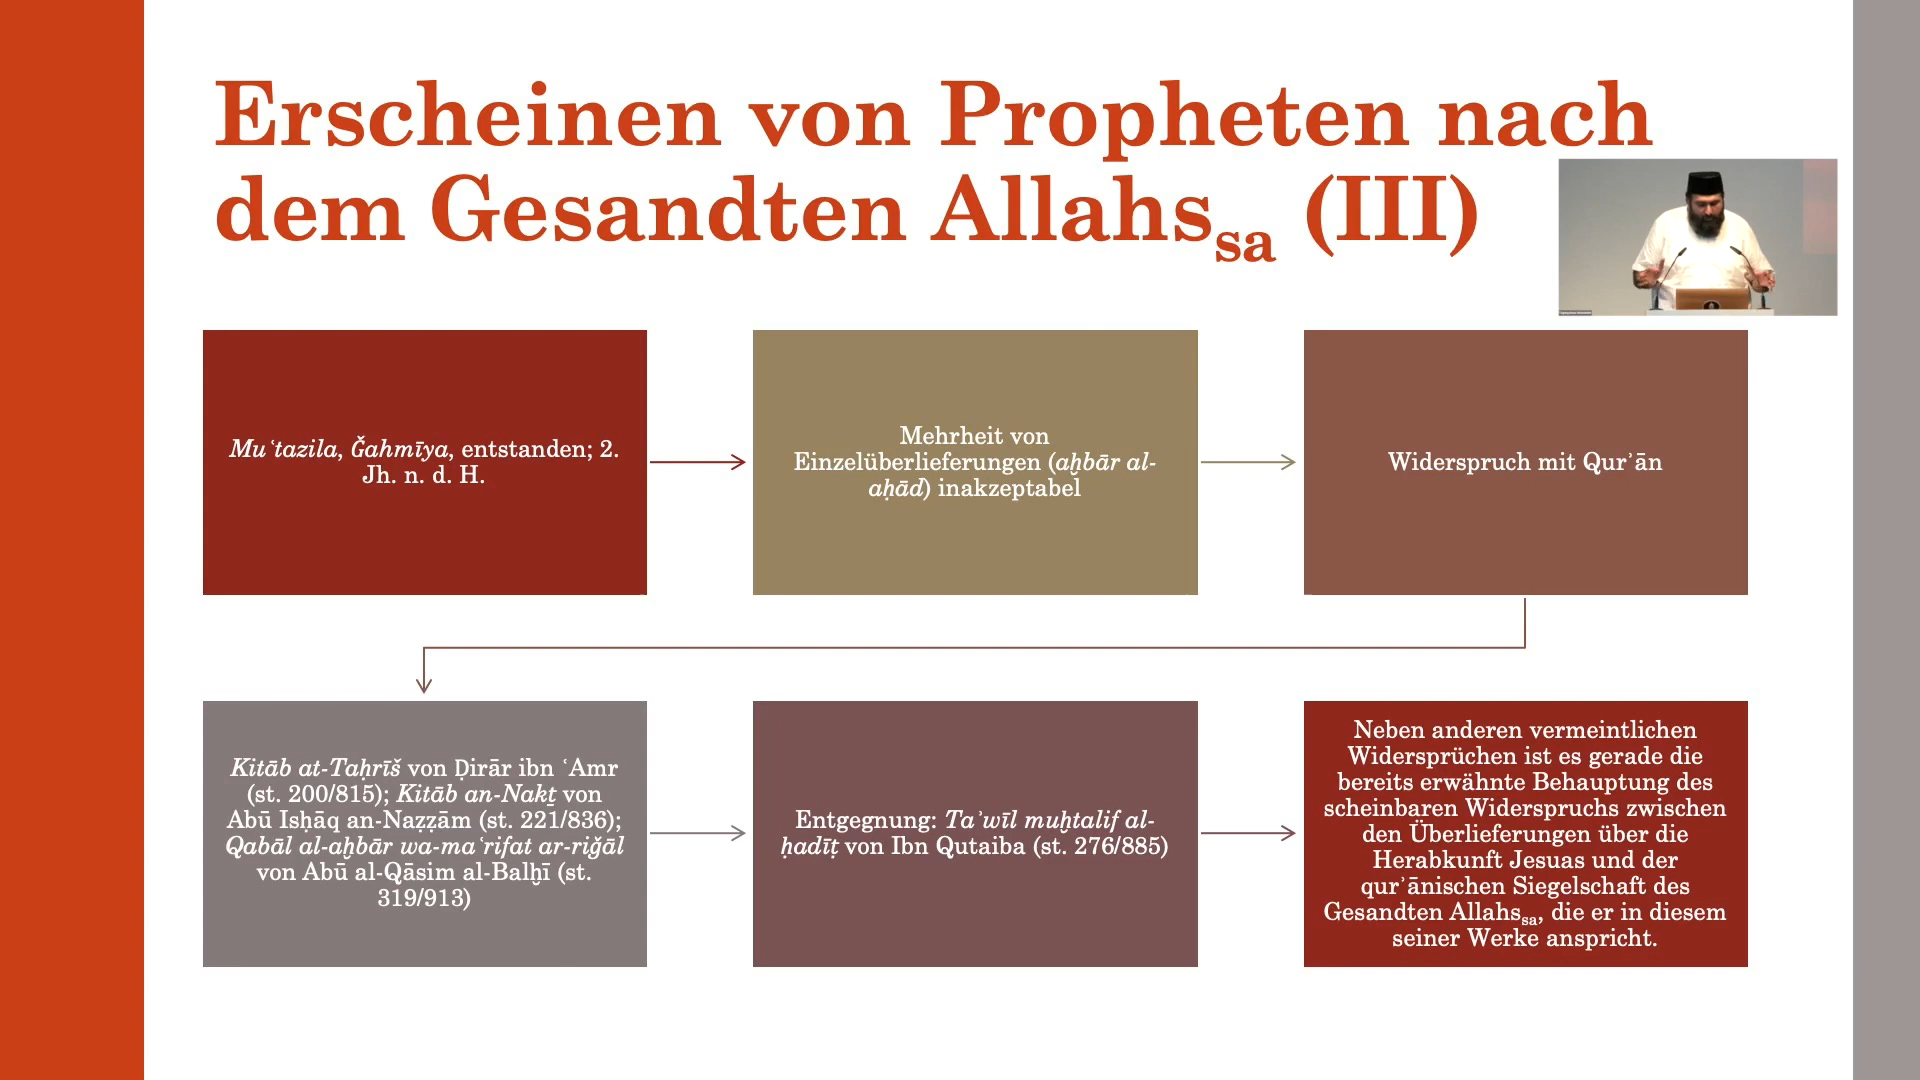 Erscheinen von Propheten nach
dem Gesandten Allahssa (III)
Muʿtazila, Ǧahmīya, entstanden; 2.
Jh. n. d. H.
Mehrheit von
Einzelüberlieferungen (aḫbār al-
aḥād) inakzeptabel
Widerspruch mit Qurʾān
Kitāb at-Taḥrīš von Ḍirār ibn ʿAmr
(st. 200/815); Kitāb an-Nakṯ von
Abū Isḥāq an-Naẓẓām (st. 221/836);
Qabāl al-aḫbār wa-maʿrifat ar-riǧāl
von Abū al-Qāsim al-Balḫī (st.
319/913)
Entgegnung: Taʾwīl muḫtalif al-
ḥadīṯ von Ibn Qutaiba (st. 276/885)
Neben anderen vermeintlichen
Widersprüchen ist es gerade die
bereits erwähnte Behauptung des
scheinbaren Widerspruchs zwischen
den Überlieferungen über die
Herabkunft Jesuas und der
qurʾānischen Siegelschaft des
Gesandten Allahssa, die er in diesem
seiner Werke anspricht.